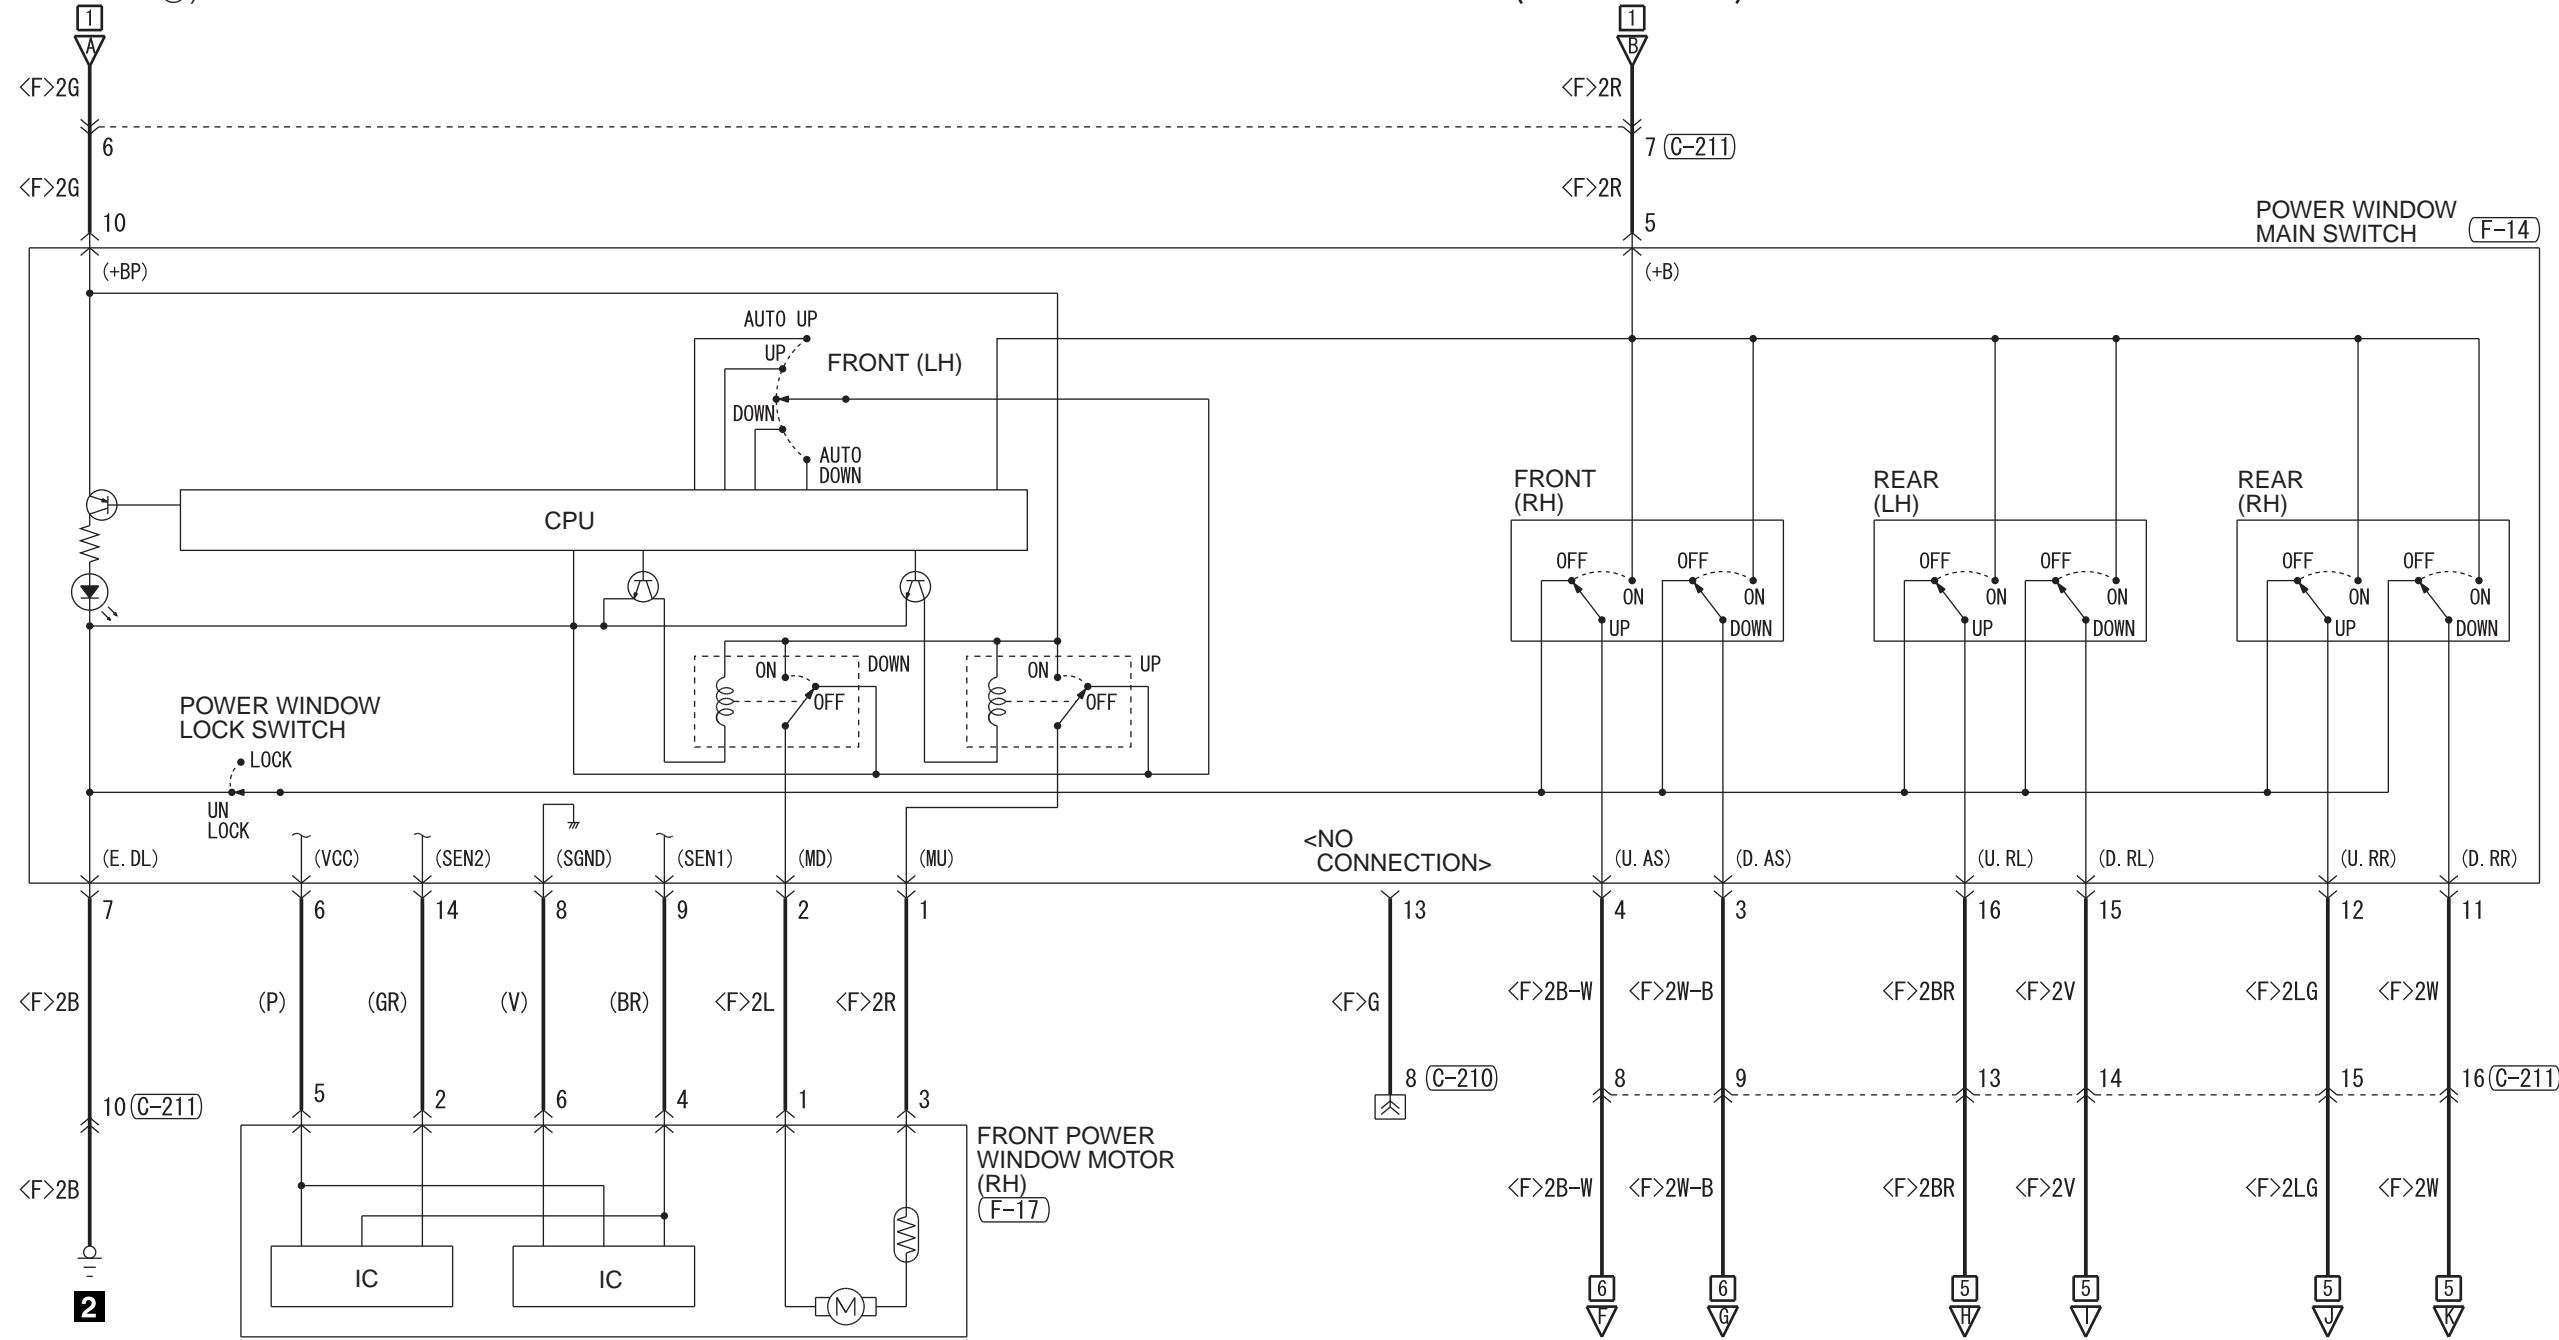 1
1
A
B
<F>2G
<F>2R
6
7 C-211
<F>2G
<F>2R
10
5
POWER WINDOW
MAIN SWITCH
F-14
(+BP)
(+B)
AUTO UP
UP
FRONT (LH)
DOWN
AUTO
DOWN
CPU
FRONT
(RH)
REAR
(LH)
REAR
(RH)
OFF OFF OFF OFF OFF OFF
ON ON ON ON ON ON
UP DOWN UP DOWN UP DOWN
ON
OFF
DOWN
ON
OFF
UP
POWER WINDOW
LOCK SWITCH
LOCK
UN
LOCK
<NO
CONNECTION>
(E.DL) (VCC) (SEN2) (SGND) (SEN1) (MD) (MU) (U.AS) (D.AS) (U.RL) (D.RL) (U.RR) (D.RR)
7 6 14 8 9 2 1 13 4 3 16 15 12 11
<F>2B (P) (GR) (V) (BR) <F>2L <F>2R <F>G <F>2B-W <F>2W-B <F>2BR <F>2V <F>2LG <F>2W
8 C-210 8 9 13 14 15 16 C-211
10 C-211 5 2 6 4 1 3
FRONT POWER
WINDOW MOTOR
(RH)
F-17
<F>2B <F>2B-W <F>2W-B <F>2BR <F>2V <F>2LG <F>2W
IC IC
M
2
6 6 5 5 5 5
F G H I J K